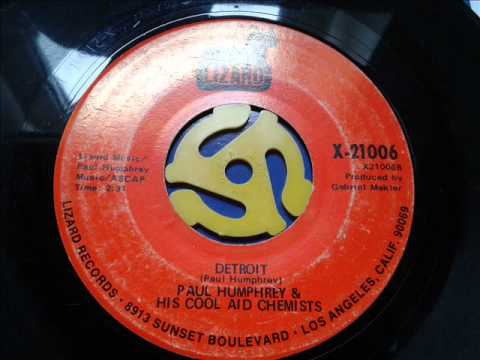 LIZARD
Lizard Music/
Paul Humphrey
Music/ASCAP
Time: 2:31
X-21006
X21006B
Produced by
Gabriel Mekler
DETROIT
(Paul Humphrey)
PAUL HUMPHREY &
HIS COOL AID CHEMISTS
LIZARD RECORDS • 8913 SUNSET BOULEVARD • LOS ANGELES, CALIF. 90069